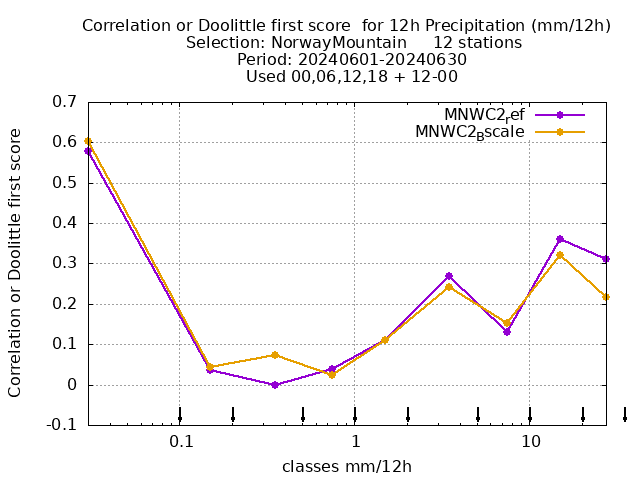 Correlation or Doolittle first score  for 12h Precipitation (mm/12h)
Selection: NorwayMountain     12 stations
Period: 20240601-20240630
Used 00,06,12,18 + 12-00
MNWC2ref
MNWC2Bscale
Correlation or Doolittle first score
0.7
0.6
0.5
0.4
0.3
0.2
0.1
0
-0.1
0.1 1 10
classes mm/12h